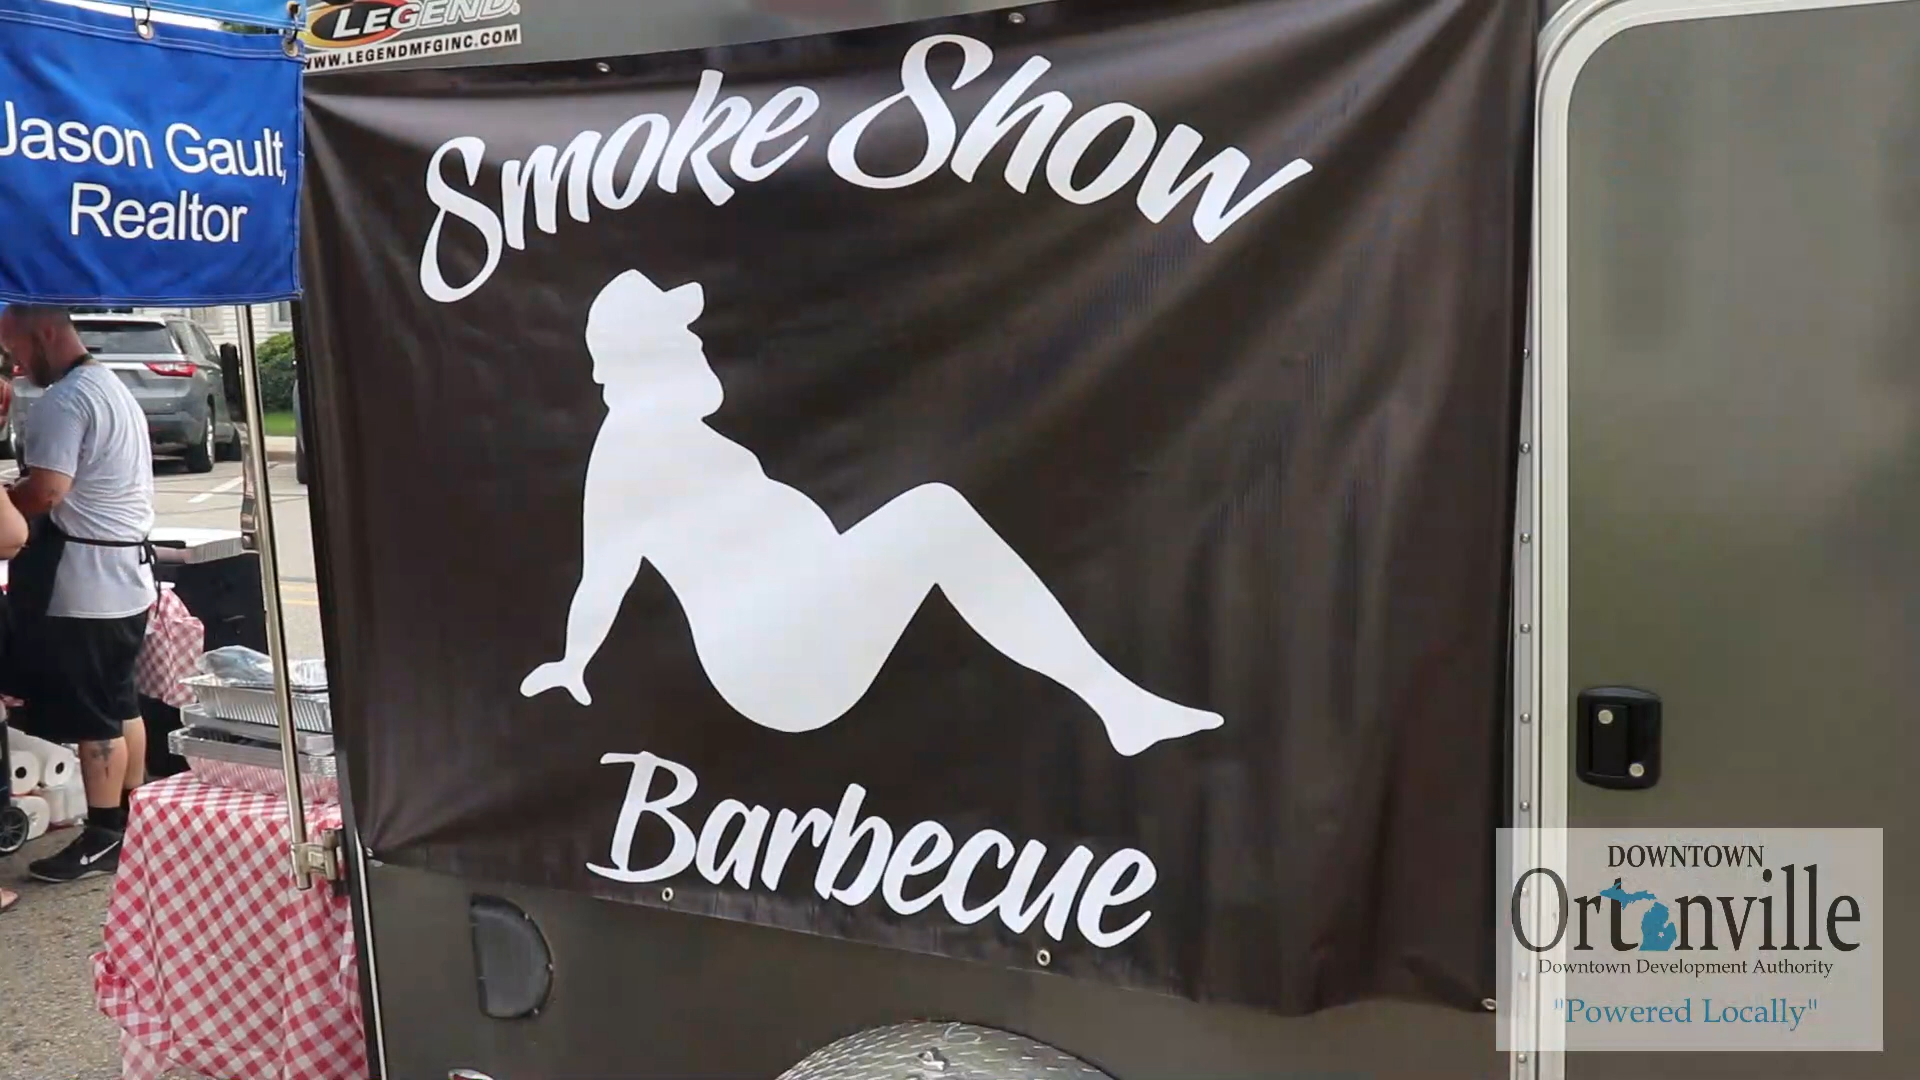 LEGEND
WWW.LEGENDMFGINC.COM
Jason Gault,
Realtor
Smoke Show
Barbecue
DOWNTOWN
Ortonville
Downtown Development Authority
"Powered Locally"